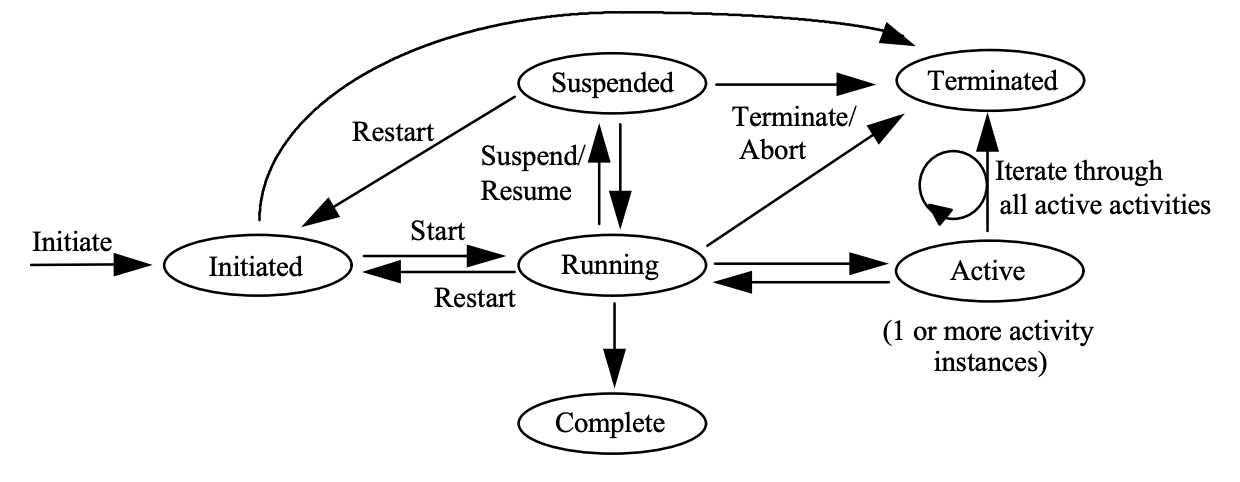 Suspended
Terminated
Restart
Terminate/
Abort
Suspend/
Resume
Iterate through
all active activities
Initiate
Start
Initiated
Running
Active
Restart
(1 or more activity
instances)
Complete